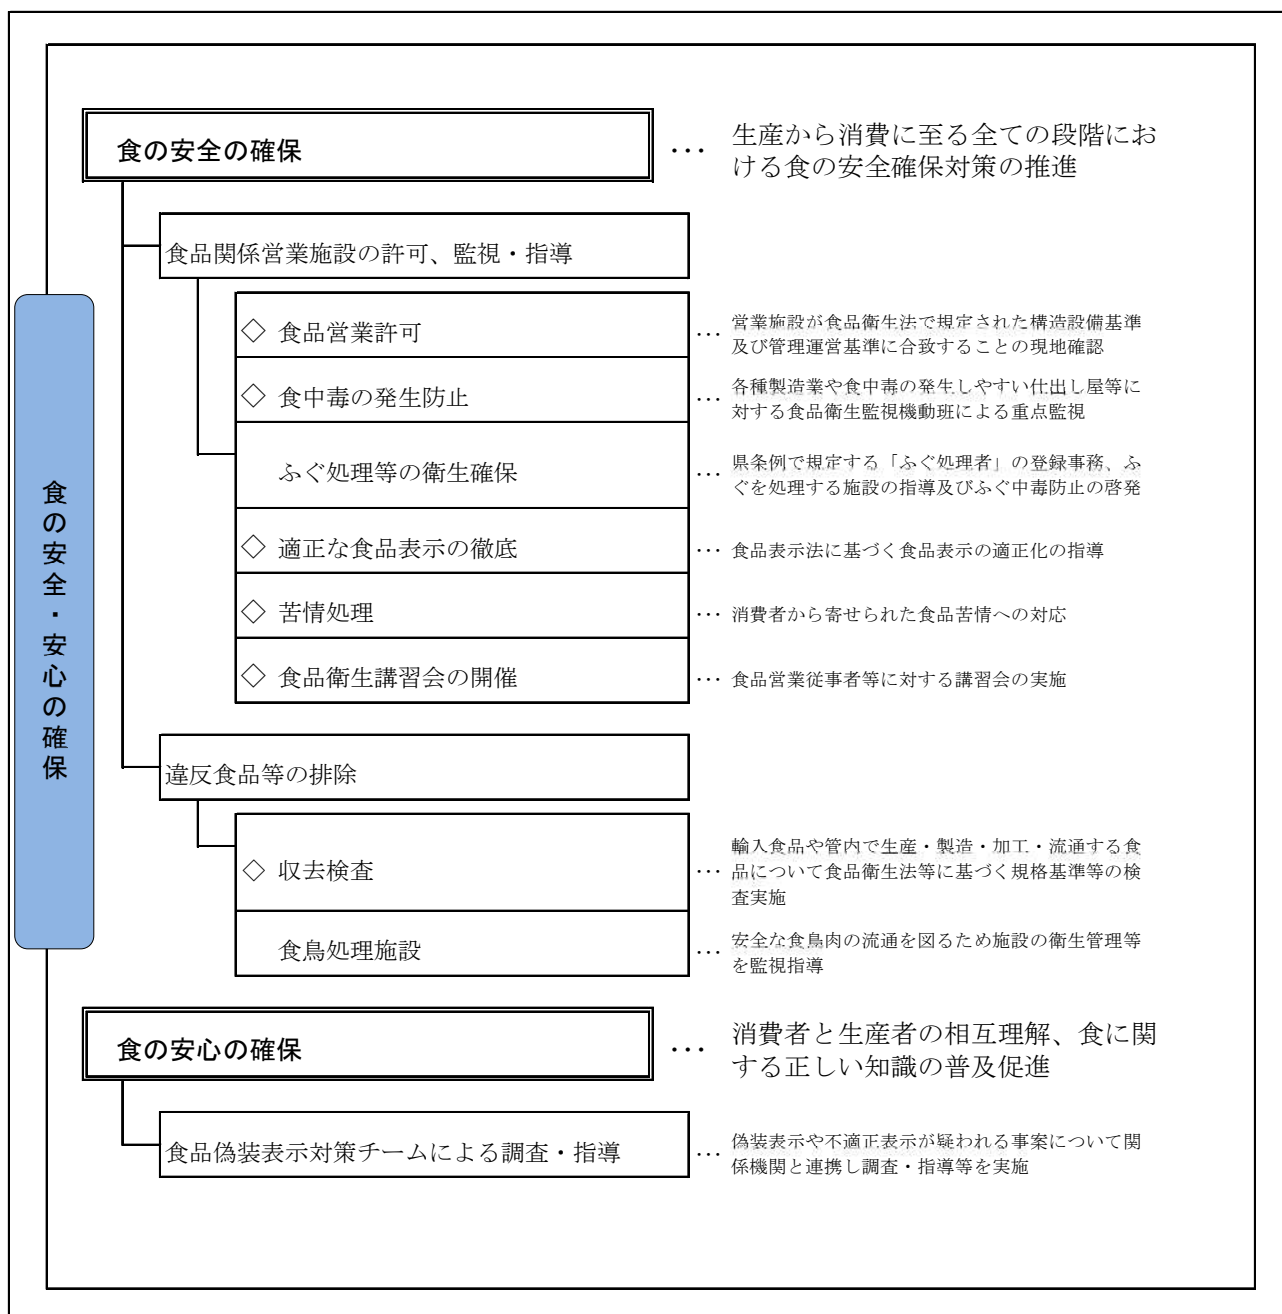 食の安全・安心の確保
食の安全の確保
… 生産から消費に至る全ての段階にお
ける食の安全確保対策の推進
食品関係営業施設の許可、監視・指導
◇ 食品営業許可
… 営業施設が食品衛生法で規定された構造設備基準
及び管理運営基準に合致することの現地確認
◇ 食中毒の発生防止
… 各種製造業や食中毒の発生しやすい仕出し屋等に
対する食品衛生監視機動班による重点監視
ふぐ処理等の衛生確保
… 県条例で規定する「ふぐ処理者」の登録事務、ふ
ぐを処理する施設の指導及びふぐ中毒防止の啓発
◇ 適正な食品表示の徹底
… 食品表示法に基づく食品表示の適正化の指導
◇ 苦情処理
… 消費者から寄せられた食品苦情への対応
◇ 食品衛生講習会の開催
… 食品営業従事者等に対する講習会の実施
違反食品等の排除
◇ 収去検査
… 輸入食品や管内で生産・製造・加工・流通する食
品について食品衛生法等に基づく規格基準等の検
査実施
食鳥処理施設
… 安全な食鳥肉の流通を図るため施設の衛生管理等
を監視指導
食の安心の確保
… 消費者と生産者の相互理解、食に関
する正しい知識の普及促進
食品偽装表示対策チームによる調査・指導
… 偽装表示や不適正表示が疑われる事案について関
係機関と連携し調査・指導等を実施